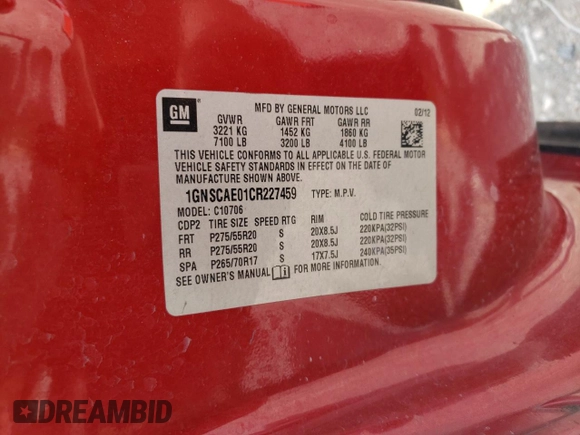 GM
MFD BY GENERAL MOTORS LLC 02/12
GVWR GAWR FRT GAWR RR
3221 KG 1452 KG 1860 KG
7100 LB 3200 LB 4100 LB
THIS VEHICLE CONFORMS TO ALL APPLICABLE U.S. FEDERAL MOTOR
VEHICLE SAFETY STANDARDS IN EFFECT ON THE DATE OF
MANUFACTURE SHOWN ABOVE.
1GNSCAE01CR227459 TYPE: M.P.V.
MODEL: C10706
CDP2 TIRE SIZE SPEED RTG RIM COLD TIRE PRESSURE
FRT P275/55R20 S 20X8.5J 220KPA(32PSI)
RR P275/55R20 S 20X8.5J 220KPA(32PSI)
SPA P265/70R17 S 17X7.5J 240KPA(35PSI)
SEE OWNER'S MANUAL FOR MORE INFORMATION.
DREAMBID